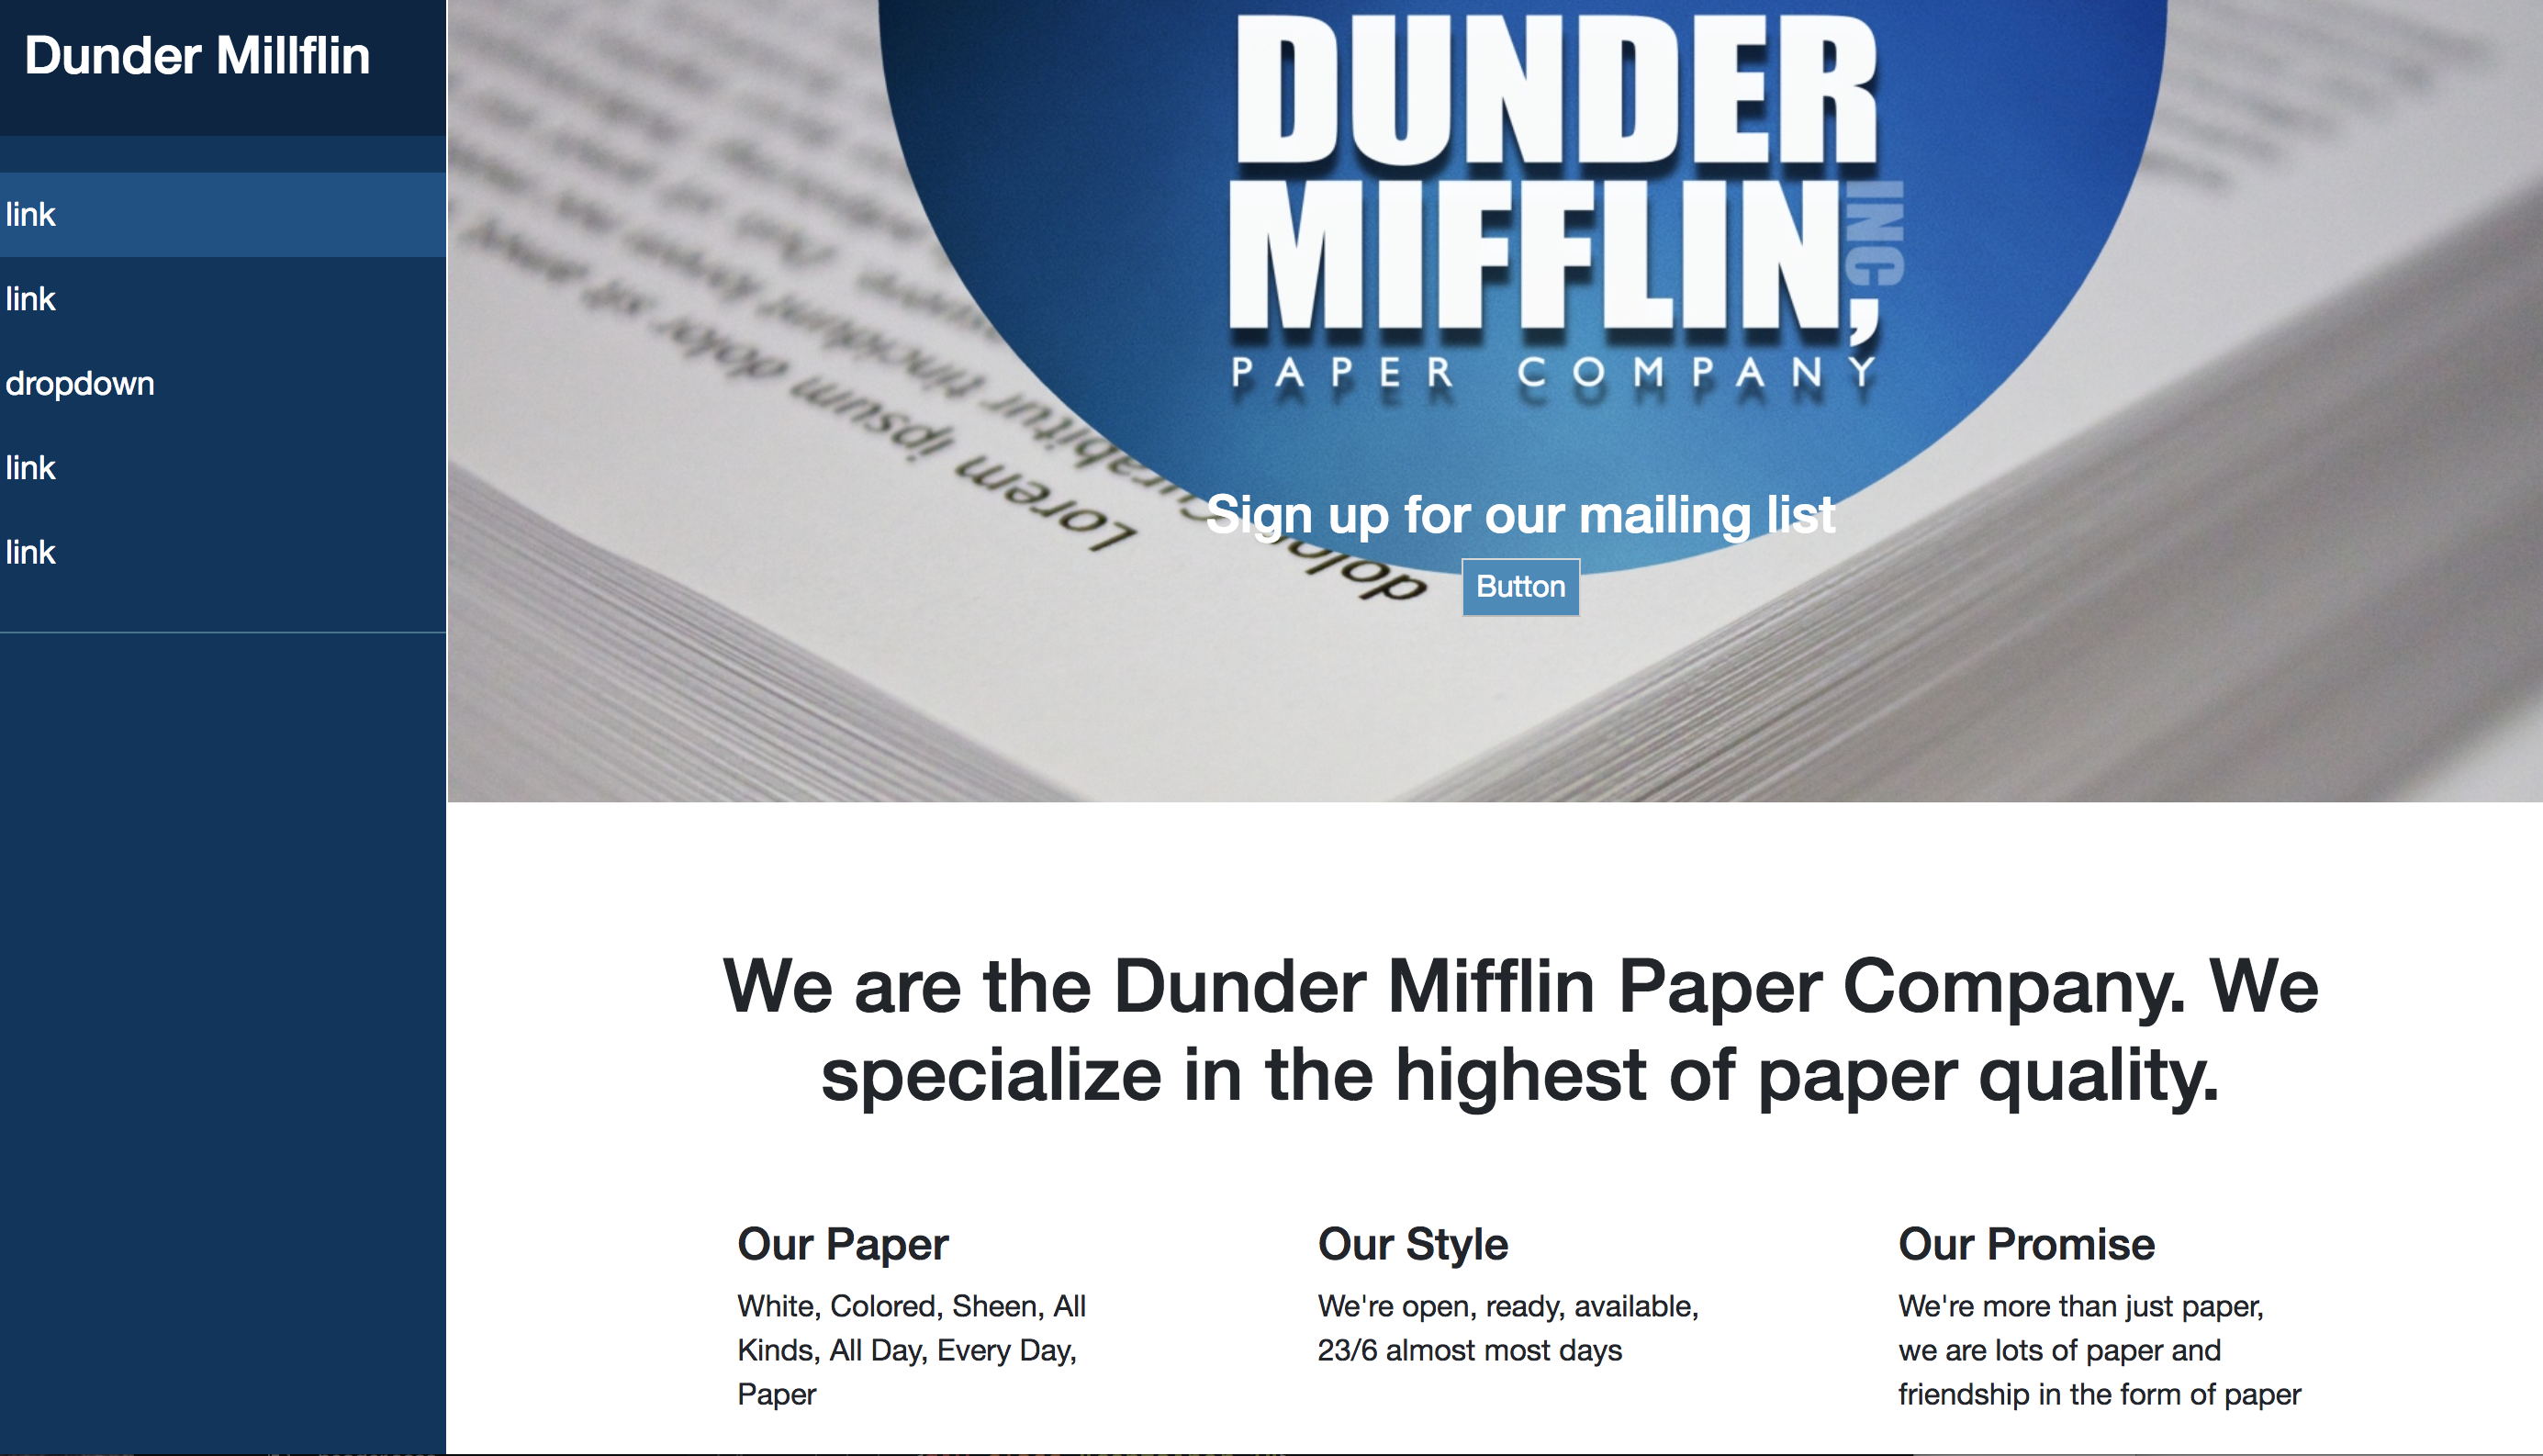 Dunder Millflin
link
link
dropdown
link
link
DUNDER
MIFFLIN,
INC
PAPER COMPANY
Lorem ipsum dolor sit amet
Sign up for our mailing list
Button
We are the Dunder Mifflin Paper Company. We
specialize in the highest of paper quality.
Our Paper
White, Colored, Sheen, All
Kinds, All Day, Every Day,
Paper
Our Style
We're open, ready, available,
23/6 almost most days
Our Promise
We're more than just paper,
we are lots of paper and
friendship in the form of paper